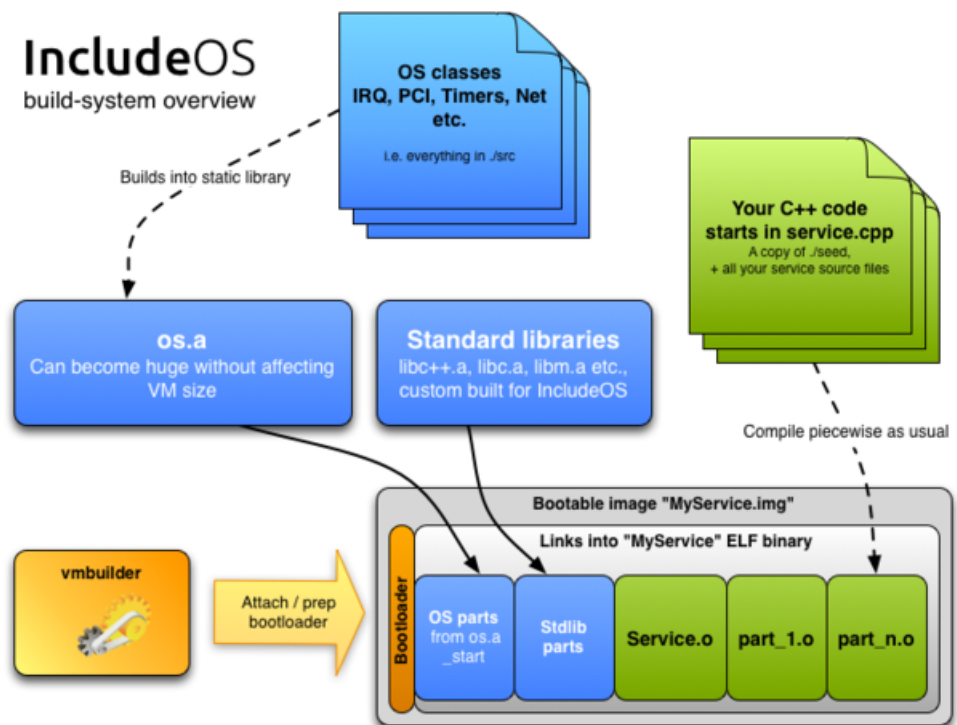 IncludeOS
build-system overview
OS classes
IRQ, PCI, Timers, Net
etc.
i.e. everything in ./src
Builds into static library
Your C++ code
starts in service.cpp
A copy of ./seed,
+ all your service source files
os.a
Can become huge without affecting
VM size
Standard libraries
libc++.a, libc.a, libm.a etc.,
custom built for IncludeOS
Compile piecewise as usual
Bootable image "MyService.img"
Links into "MyService" ELF binary
vmbuilder
Attach / prep
bootloader
Bootloader
OS parts
from os.a
_start
Stdlib
parts
Service.o
part_1.o
part_n.o